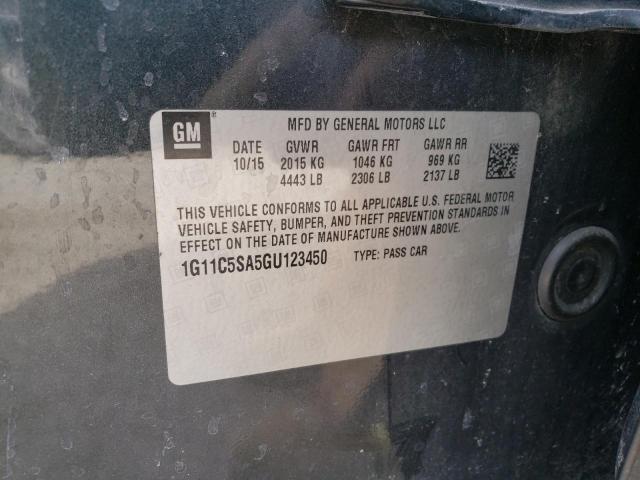 GM
®
MFD BY GENERAL MOTORS LLC
DATE GVWR GAWR FRT GAWR RR
10/15 2015 KG 1046 KG 969 KG
4443 LB 2306 LB 2137 LB
THIS VEHICLE CONFORMS TO ALL APPLICABLE U.S. FEDERAL MOTOR
VEHICLE SAFETY, BUMPER, AND THEFT PREVENTION STANDARDS IN
EFFECT ON THE DATE OF MANUFACTURE SHOWN ABOVE.
1G11C5SA5GU123450 TYPE: PASS CAR